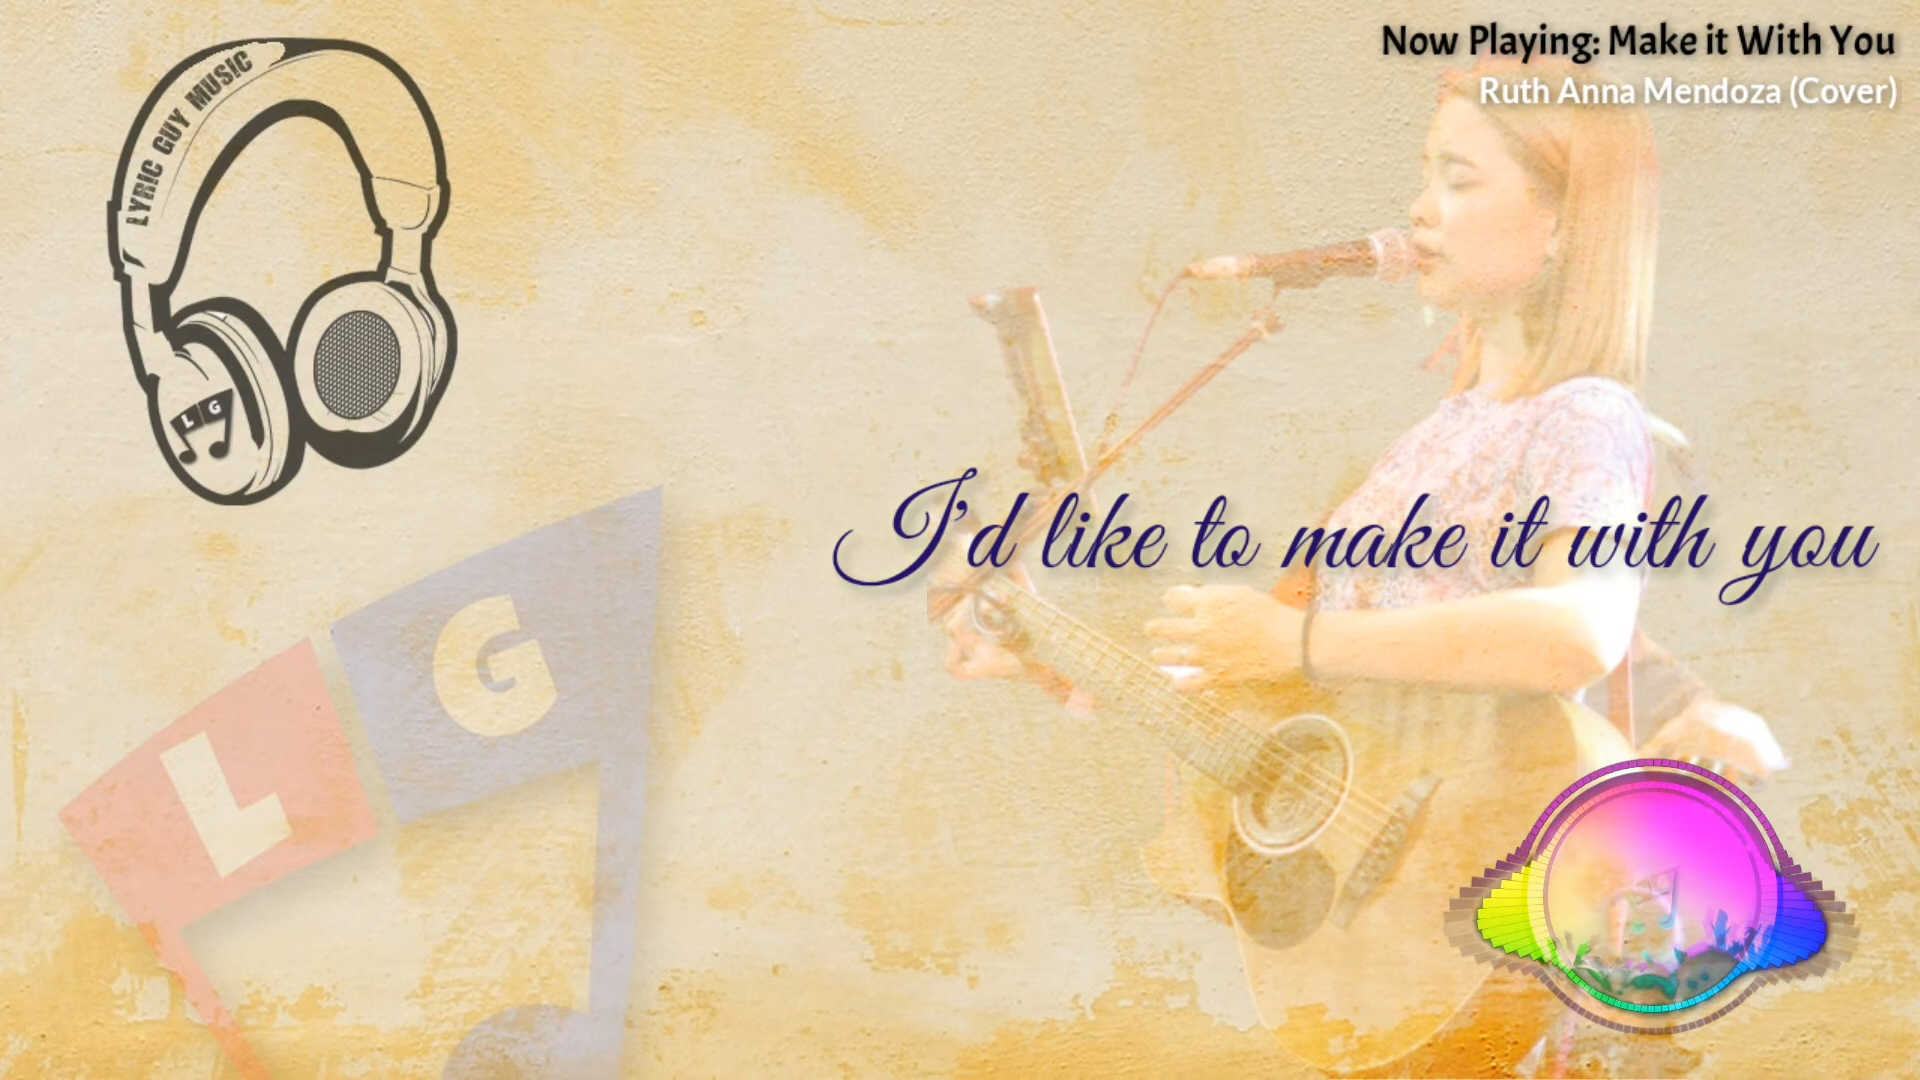 Now Playing: Make it With You
Ruth Anna Mendoza (Cover)
LYRIC GUY MUSIC
L G
I'd like to make it with you
L G